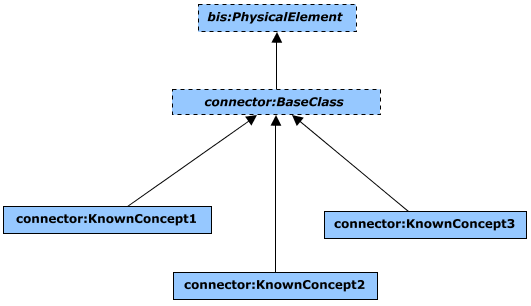 bis:PhysicalElement
connector:BaseClass
connector:KnownConcept1
connector:KnownConcept3
connector:KnownConcept2